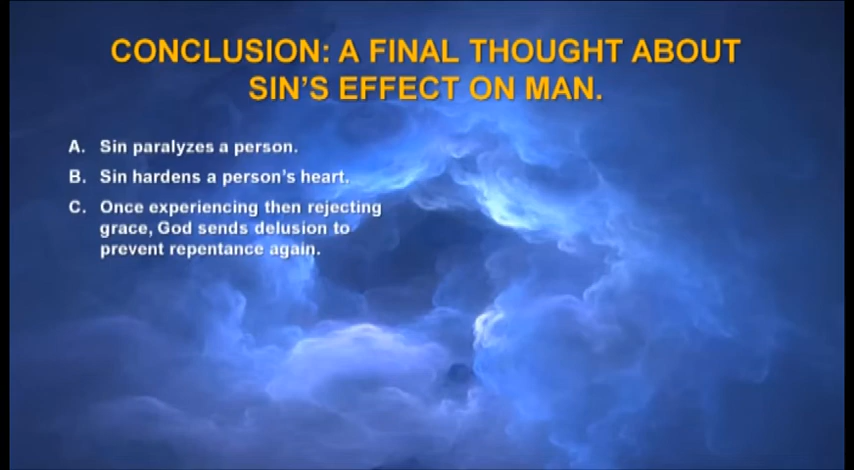 CONCLUSION: A FINAL THOUGHT ABOUT
SIN'S EFFECT ON MAN.
A. Sin paralyzes a person.
B. Sin hardens a person's heart.
C. Once experiencing then rejecting
grace, God sends delusion to
prevent repentance again.